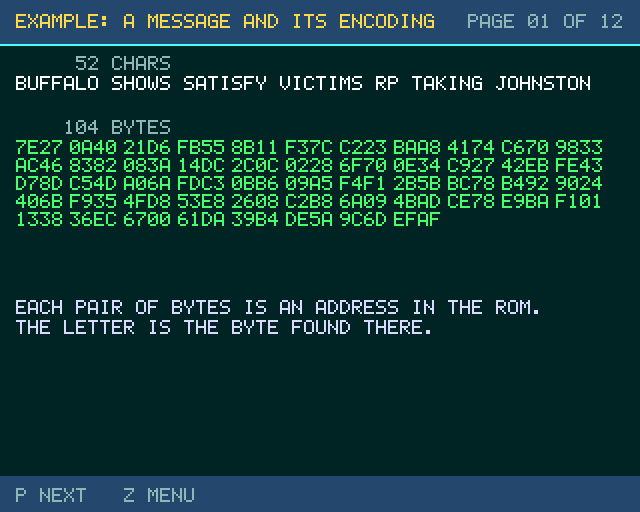 EXAMPLE: A MESSAGE AND ITS ENCODING PAGE 01 OF 12
52 CHARS
BUFFALO SHOWS SATISFY VICTIMS RP TAKING JOHNSTON
104 BYTES
7E27 0A40 21D6 FB55 8B11 F37C C223 BAA8 4174 C670 9833
AC46 8382 083A 14DC 2C0C 0228 6F70 0E34 C927 42EB FE43
D78D C54D A06A FDC3 0BB6 09A5 F4F1 2B5B BC78 B492 9024
406B F935 4FD8 53E8 2608 C2B8 6A09 4BAD CE78 E9BA F101
1338 36EC 6700 61DA 39B4 DE5A 9C6D EFAF
EACH PAIR OF BYTES IS AN ADDRESS IN THE ROM.
THE LETTER IS THE BYTE FOUND THERE.
P NEXT Z MENU